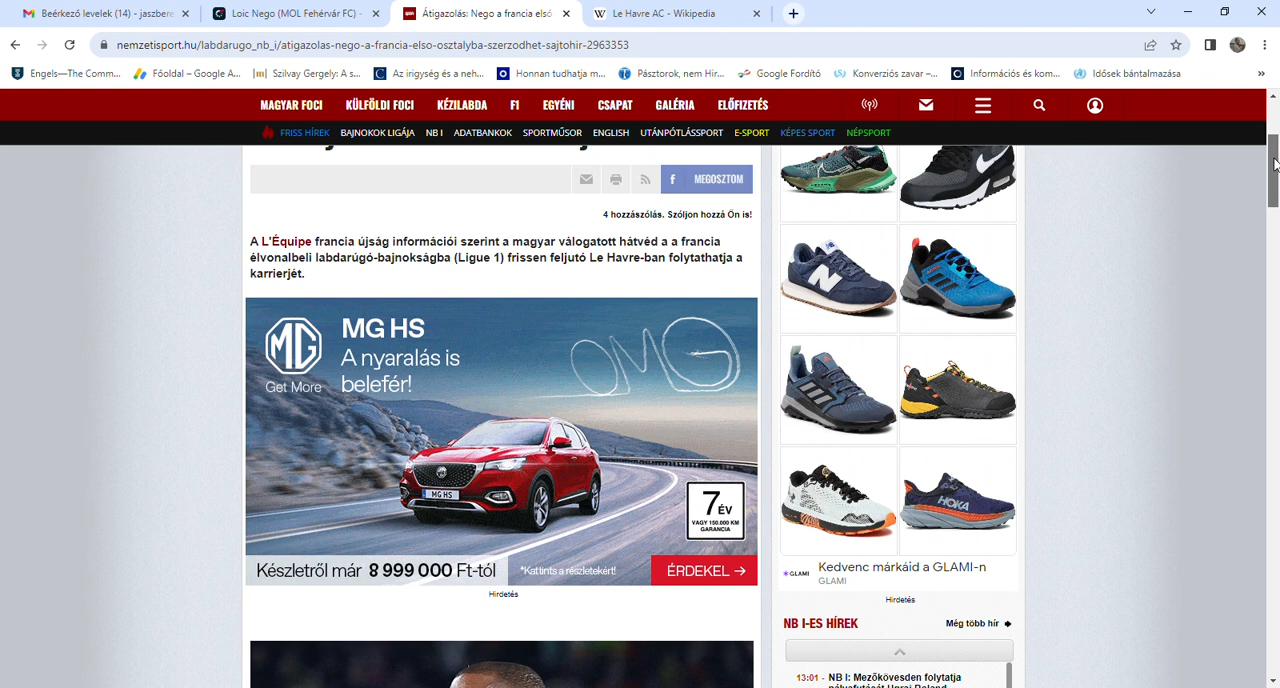 Beérkező levelek (14) - jaszbere
Loic Nego (MOL Fehérvár FC) -
Átigazolás: Nego a francia első
Le Havre AC - Wikipedia
nemzetisport.hu/labdarugo_nb_i/atigazolas-nego-a-francia-elso-osztalyba-szerzodhet-sajtohir-2963353
Engels—The Comm...
Főoldal – Google A...
Szilvay Gergely: A s...
Az irigység és a neh...
Honnan tudhatja m...
Pásztorok, nem Hir...
Google Fordító
Konverziós zavar –...
Információs és kom...
Idősek bántalmazása
MAGYAR FOCI KÜLFÖLDI FOCI KÉZILABDA F1 EGYÉNI CSAPAT GALÉRIA ELŐFIZETÉS
FRISS HÍREK BAJNOKOK LIGÁJA NB I ADATBANKOK SPORTMŰSOR ENGLISH UTÁNPÓTLÁSSPORT E-SPORT KÉPES SPORT NÉPSPORT
f MEGOSZTOM
4 hozzászólás. Szóljon hozzá Ön is!
A L'Équipe francia újság információi szerint a magyar válogatott hátvéd a a francia
élvonalbeli labdarúgó-bajnokságba (Ligue 1) frissen feljutó Le Havre-ban folytathatja a
karrierjét.
MG
Get More
MG HS
A nyaralás is
belefér!
OMG
MG HS
7 ÉV
VAGY 150.000 KM
GARANCIA
Készletről már 8 999 000 Ft-tól
*Kattints a részletekért!
ÉRDEKEL →
Hirdetés
N
HOKA
GLAMI
Kedvenc márkáid a GLAMI-n
GLAMI
Hirdetés
NB I-ES HÍREK
Még több hír
13:01 - NB I: Mezőkövesden folytatja
pályafutását Ugrai Roland